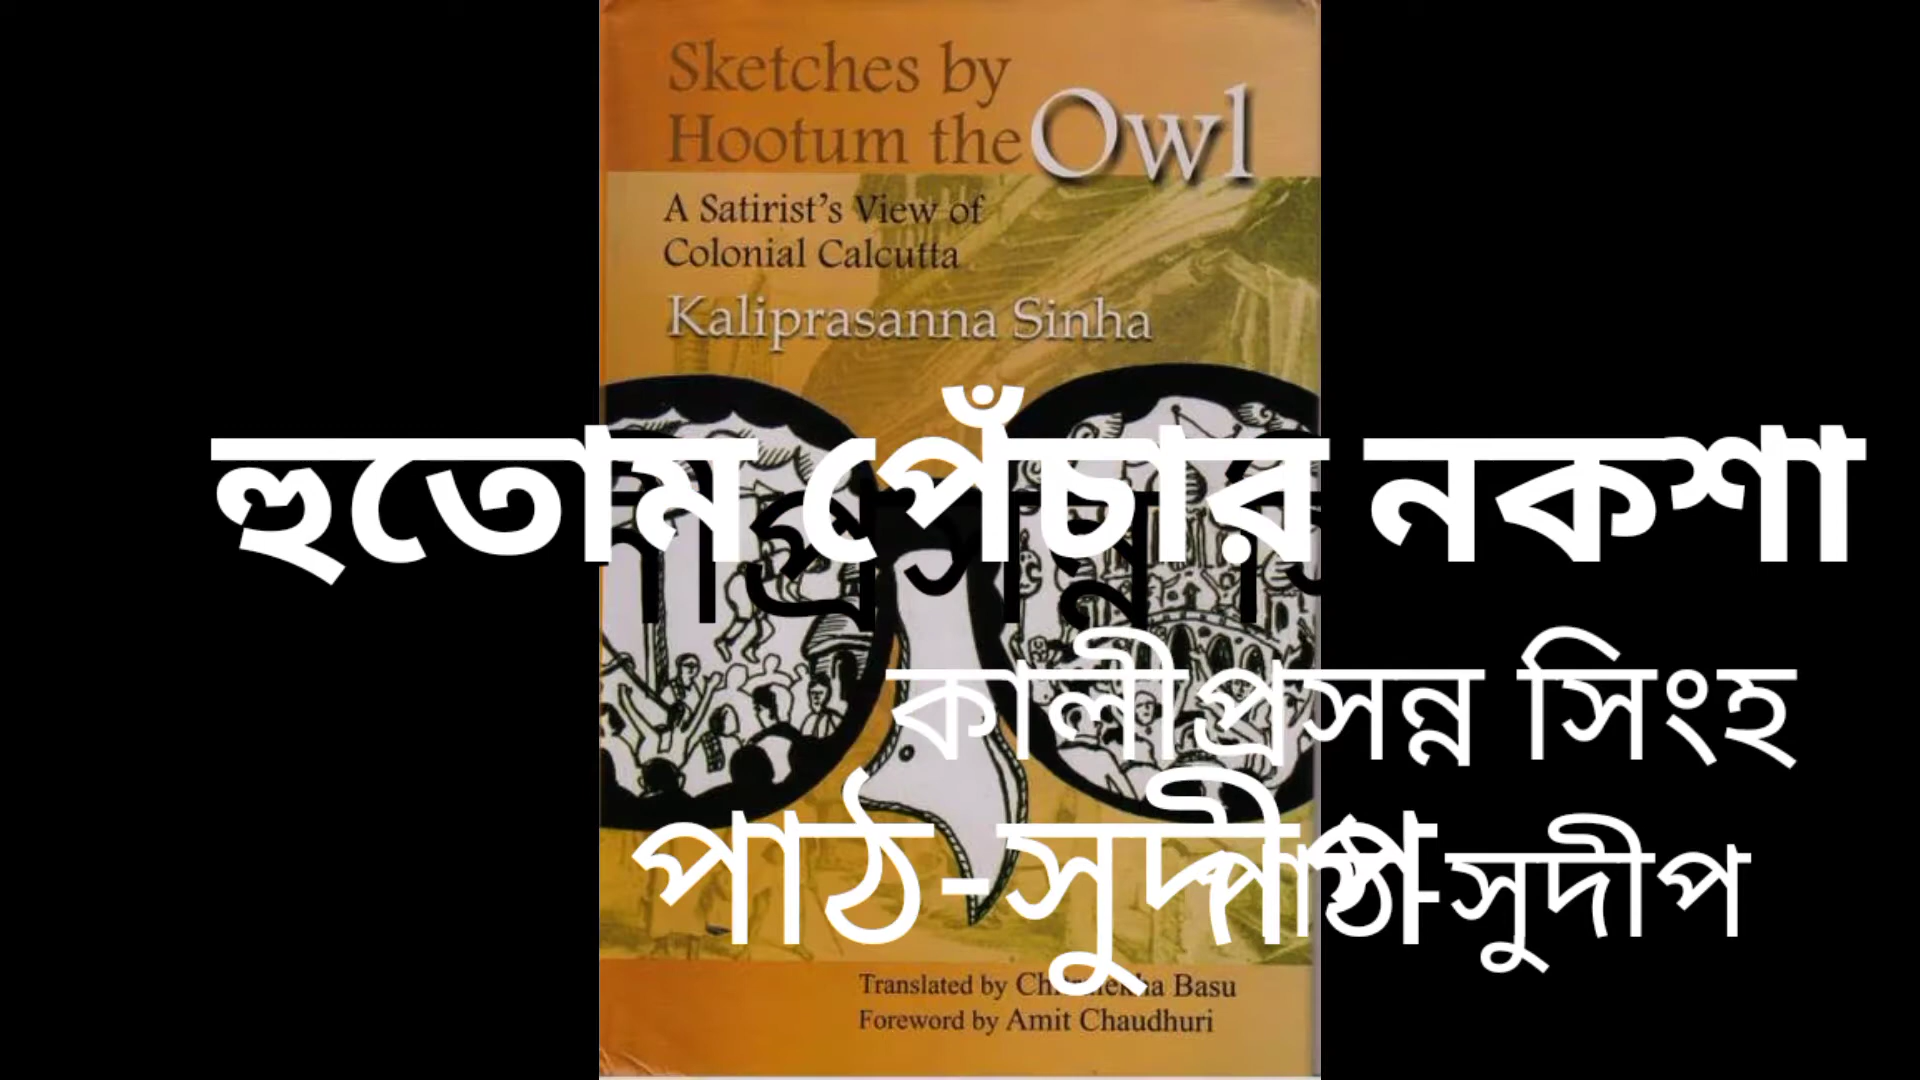 Sketches by
Hootum the Owl
A Satirist's View of
Colonial Calcutta
Kaliprasanna Sinha
হুতোম পেঁচার নকশা
কালীপ্রসন্ন সিংহ
পাঠ-সুদীপ
পাঠ-সুদীপ
Translated by Basu
Foreword by Amit Chaudhuri